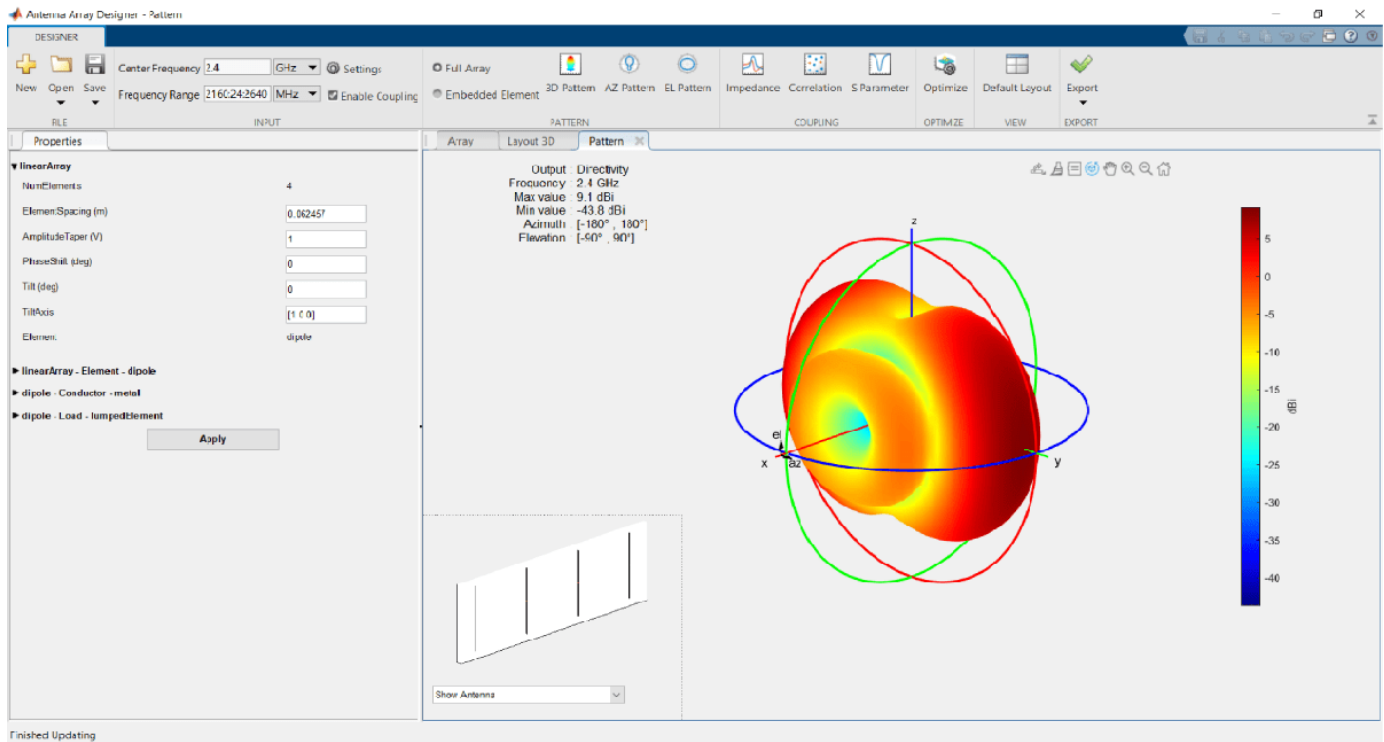 Antenna Array Designer - Pattern
DESIGNER
New Open Save
FILE
Center Frequency 2.4 GHz Settings
Frequency Range 2160:24:2640 MHz Enable Coupling
INPUT
Full Array
Embedded Element
3D Pattern AZ Pattern EL Pattern
PATTERN
Impedance Correlation S Parameter
COUPLING
Optimize
OPTIMIZE
Default Layout
VIEW
Export
EXPORT
Properties
linearArray
NumElements 4
ElementSpacing (m) 0.062457
AmplitudeTaper (V) 1
PhaseShift (deg) 0
Tilt (deg) 0
TiltAxis [1 0 0]
Element dipole
linearArray - Element - dipole
dipole - Conductor - metal
dipole - Load - lumpedElement
Apply
Array Layout 3D Pattern
Output : Directivity
Frequency : 2.4 GHz
Max value : 9.1 dBi
Min value : -43.8 dBi
Azimuth : [-180° , 180°]
Elevation : [-90° , 90°]
z
el
x az
y
5
0
-5
-10
-15
-20
-25
-30
-35
-40
dBi
Show Antenna
Finished Updating